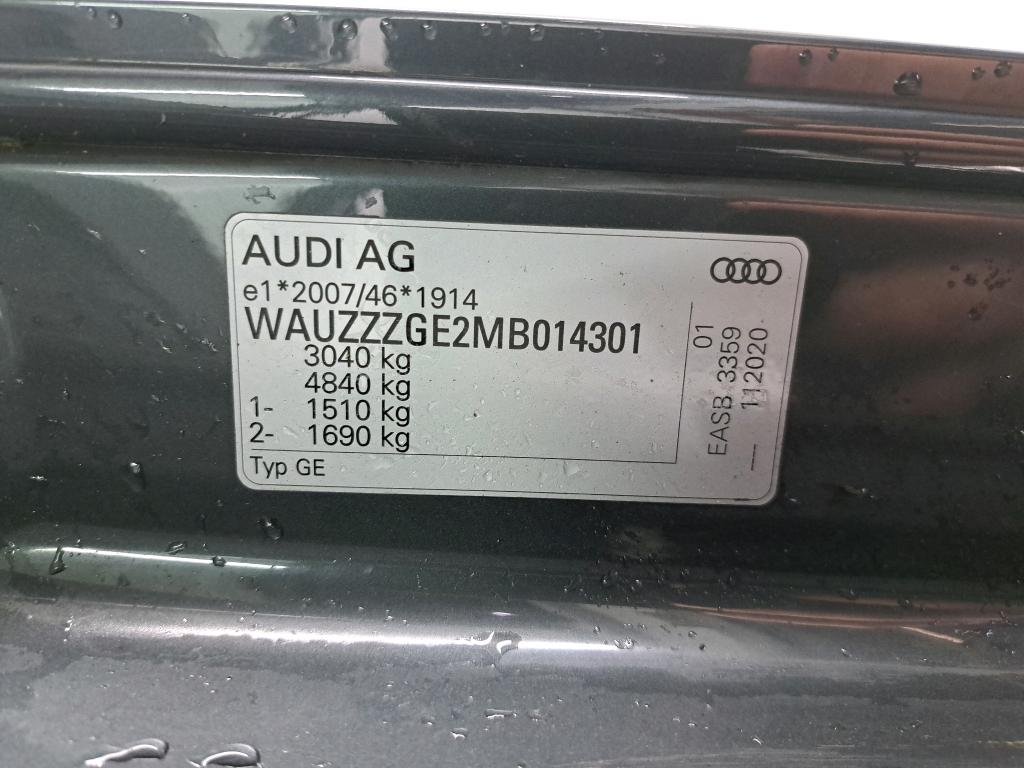 AUDI AG
e1*2007/46*1914
WAUZZZGE2MB014301
3040 kg
4840 kg
1- 1510 kg
2- 1690 kg
Typ GE
01
EASB 3359
112020